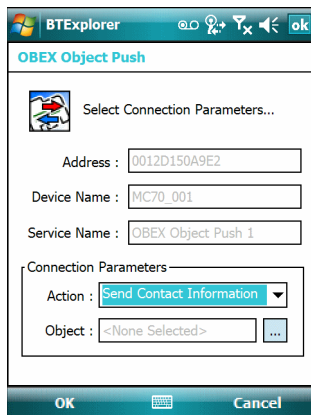 BTExplorer ok
OBEX Object Push
Select Connection Parameters...
Address : 0012D150A9E2
Device Name : MC70_001
Service Name : OBEX Object Push 1
Connection Parameters
Action : Send Contact Information
Object : <None Selected> ...
OK Cancel